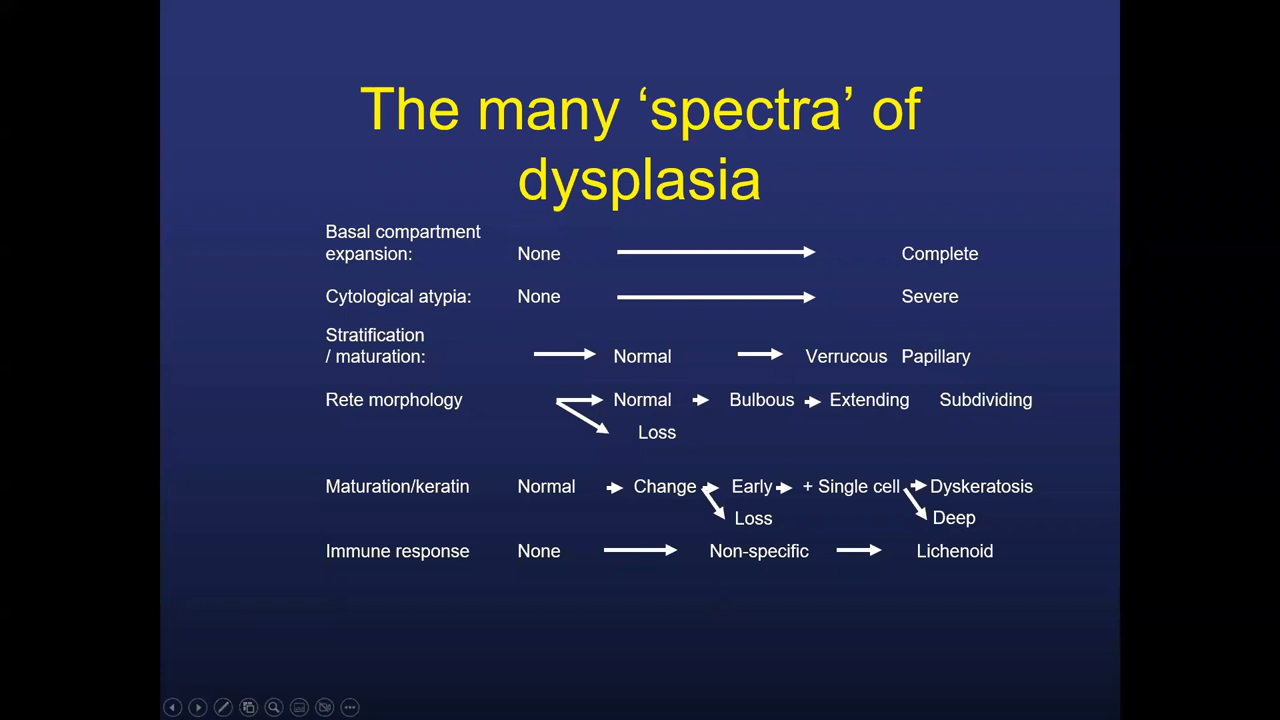 The many ‘spectra’ of
dysplasia
Basal compartment
expansion: None Complete
Cytological atypia: None Severe
Stratification
/ maturation: Normal Verrucous Papillary
Rete morphology Normal Bulbous Extending Subdividing
Loss
Maturation/keratin Normal Change Early + Single cell Dyskeratosis
Loss Deep
Immune response None Non-specific Lichenoid